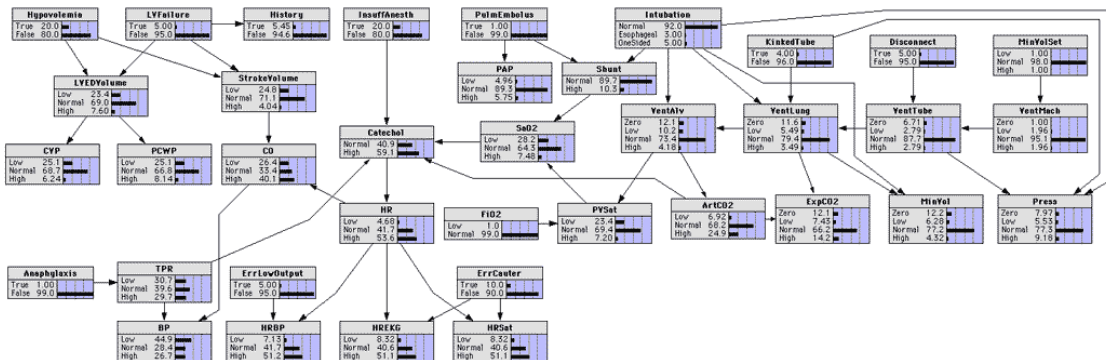 Hypovolemia
True 20.0
False 80.0
LVFailure
True 5.00
False 95.0
History
True 5.45
False 94.6
InsuffAnesth
True 20.0
False 80.0
PulmEmbolus
True 1.00
False 99.0
Intubation
Normal 92.0
Esophageal 3.00
OneSided 5.00
KinkedTube
True 4.00
False 96.0
Disconnect
True 5.00
False 95.0
MinVolSet
Low 1.00
Normal 98.0
High 1.00
LVEDVolume
Low 23.4
Normal 69.0
High 7.60
StrokeVolume
Low 24.8
Normal 71.1
High 4.04
PAP
Low 4.96
Normal 89.3
High 5.75
Shunt
Normal 89.7
High 10.3
VentAlv
Zero 12.1
Low 10.2
Normal 73.4
High 4.18
VentLung
Zero 11.6
Low 5.49
Normal 79.4
High 3.49
VentTube
Zero 6.71
Low 2.79
Normal 87.7
High 2.79
VentMach
Zero 1.00
Low 1.96
Normal 95.1
High 1.96
CVP
Low 25.1
Normal 68.7
High 6.24
PCWP
Low 25.1
Normal 66.8
High 8.14
CO
Low 26.4
Normal 33.4
High 40.1
Catechol
Normal 40.9
High 59.1
SaO2
Low 28.2
Normal 64.3
High 7.48
HR
Low 4.68
Normal 41.7
High 53.6
FiO2
Low 1.0
Normal 99.0
PVSat
Low 23.4
Normal 69.4
High 7.20
ArtCO2
Low 6.92
Normal 68.2
High 24.9
ExpCO2
Zero 12.1
Low 7.43
Normal 66.2
High 14.2
MinVol
Zero 12.2
Low 6.28
Normal 77.2
High 4.32
Press
Zero 7.97
Low 5.53
Normal 77.3
High 9.18
Anaphylaxis
True 1.00
False 99.0
TPR
Low 30.7
Normal 39.6
High 29.7
ErrLowOutput
True 5.00
False 95.0
ErrCauter
True 10.0
False 90.0
BP
Low 44.9
Normal 28.4
High 26.7
HRBP
Low 7.13
Normal 41.7
High 51.2
HREKG
Low 8.32
Normal 40.6
High 51.1
HRSat
Low 8.32
Normal 40.6
High 51.1